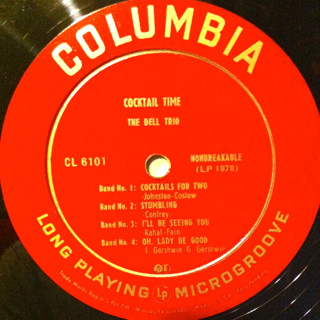 COLUMBIA
COCKTAIL TIME
THE DELL TRIO
CL 6101
NONBREAKABLE
(LP 1878)
Band No. 1: COCKTAILS FOR TWO
-Johnston-Coslow
Band No. 2: STUMBLING
-Confrey-
Band No. 3: I'LL BE SEEING YOU
-Kahal-Fain
Band No. 4: OH, LADY BE GOOD
I. Gershwin G. Gershwin
LONG PLAYING Lp MICROGROOVE